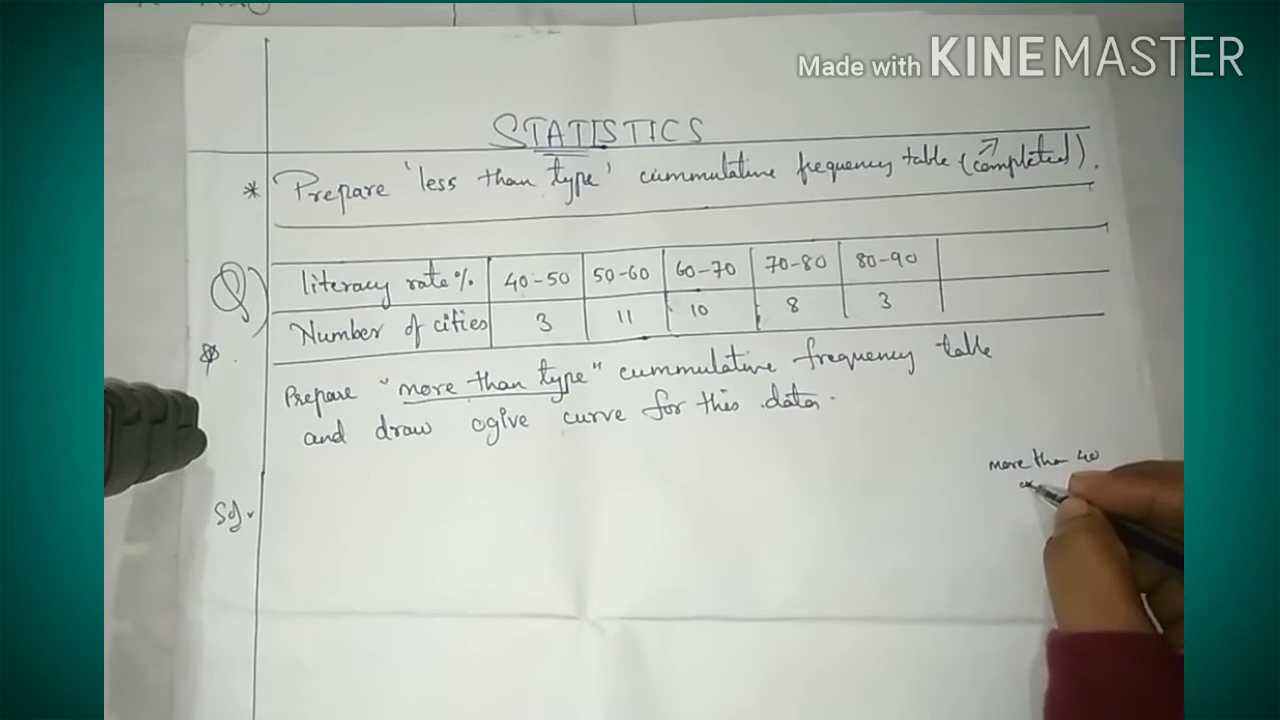 Made with KINEMASTER
STATISTICS
* Prepare 'less than type' cummulative frequency table (completed).
Q) literacy rate% 40-50 50-60 60-70 70-80 80-90
Number of cities 3 11 10 8 3
Prepare "more than type" cummulative frequency table
and draw ogive curve for this data.
more than 40
Sol.